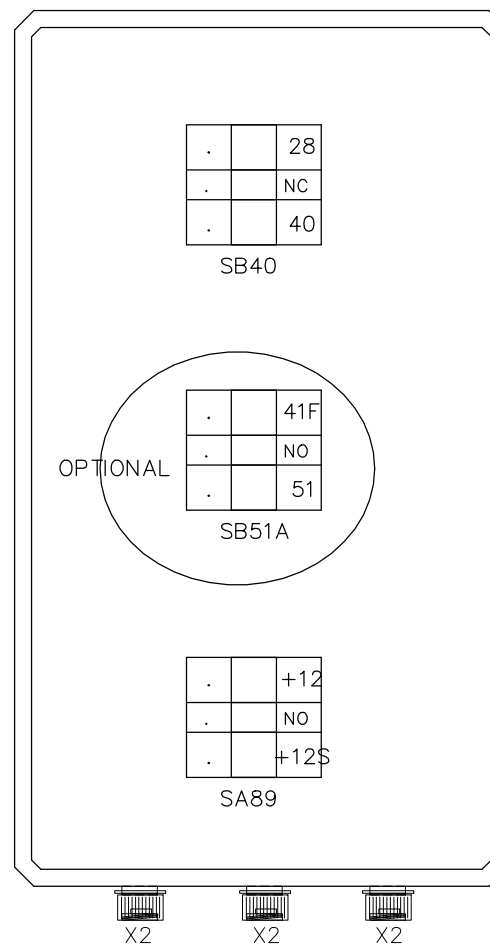 28
NC
40
SB40
41F
NO
OPTIONAL
51
SB51A
+12
NO
+12S
SA89
X2 X2 X2